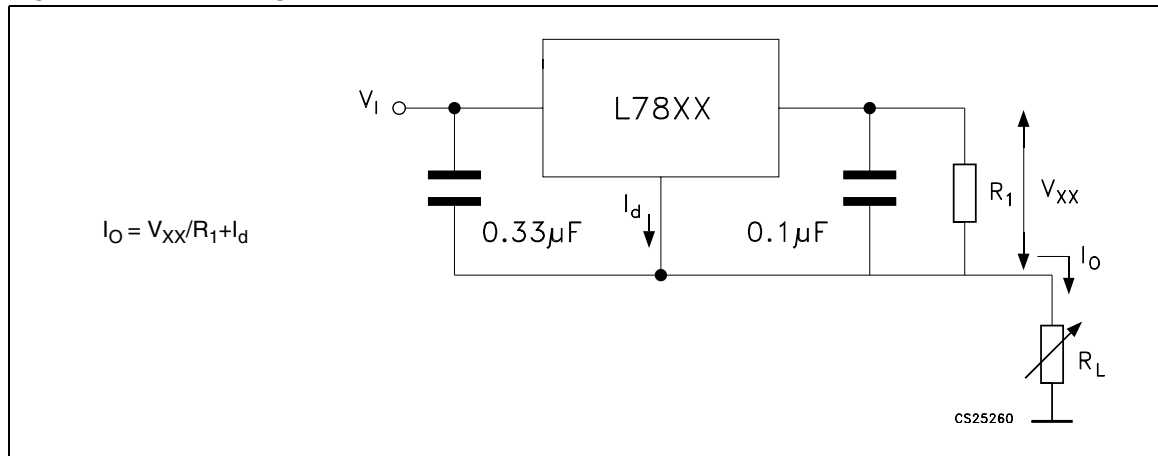 L78XX
V_I
I_d
0.33µF
0.1µF
R_1
V_XX
I_O = V_XX/R_1+I_d
I_O
R_L
CS25260